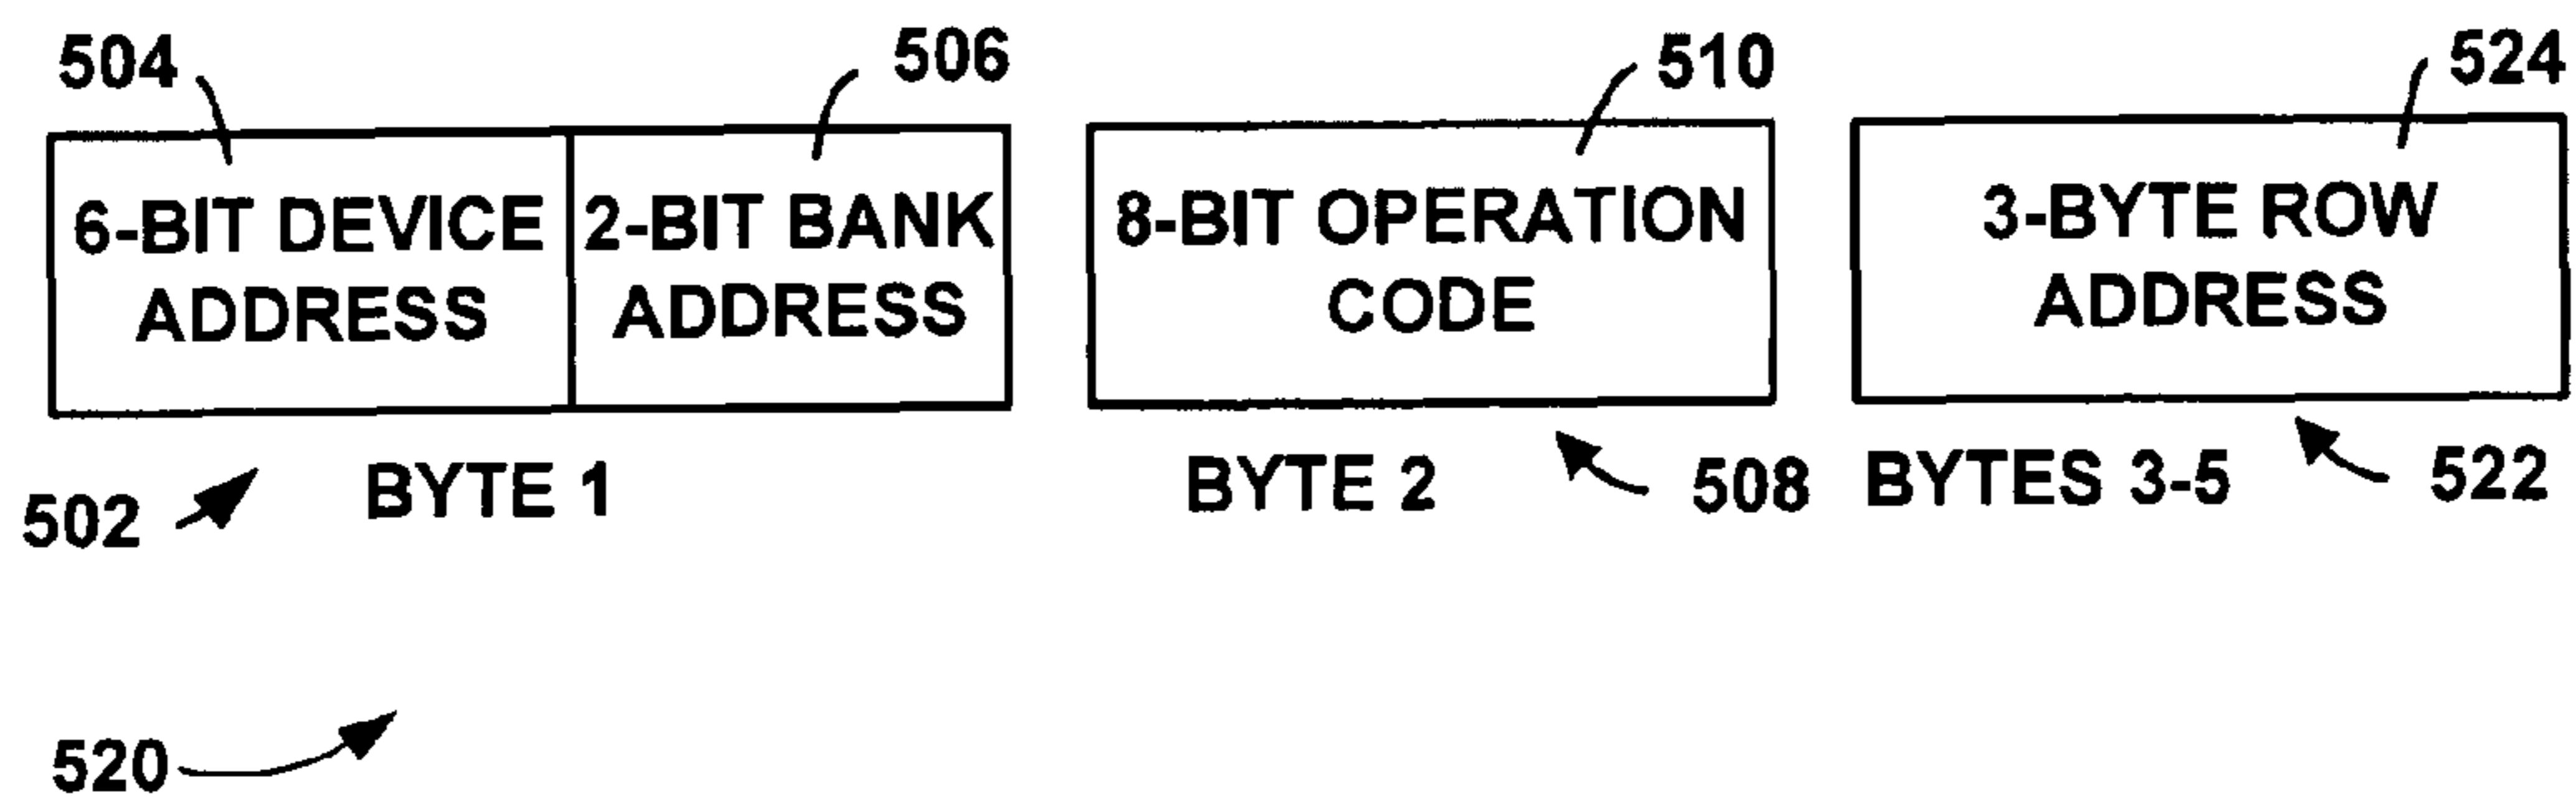 504 506 510 524
6-BIT DEVICE 2-BIT BANK 8-BIT OPERATION 3-BYTE ROW
ADDRESS ADDRESS CODE ADDRESS
502 BYTE 1 BYTE 2 508 BYTES 3-5 522
520